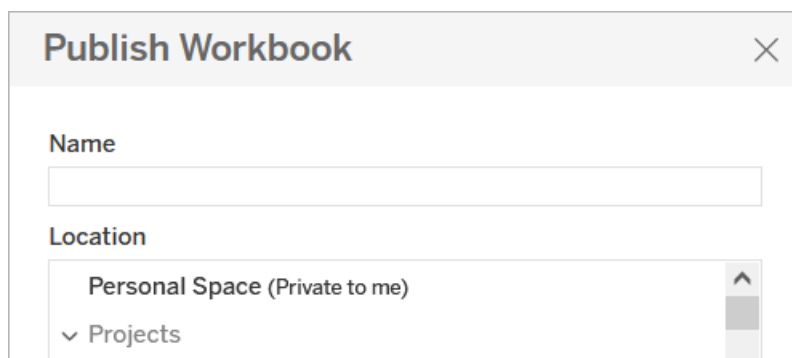 Publish Workbook
Name
Location
Personal Space (Private to me)
Projects